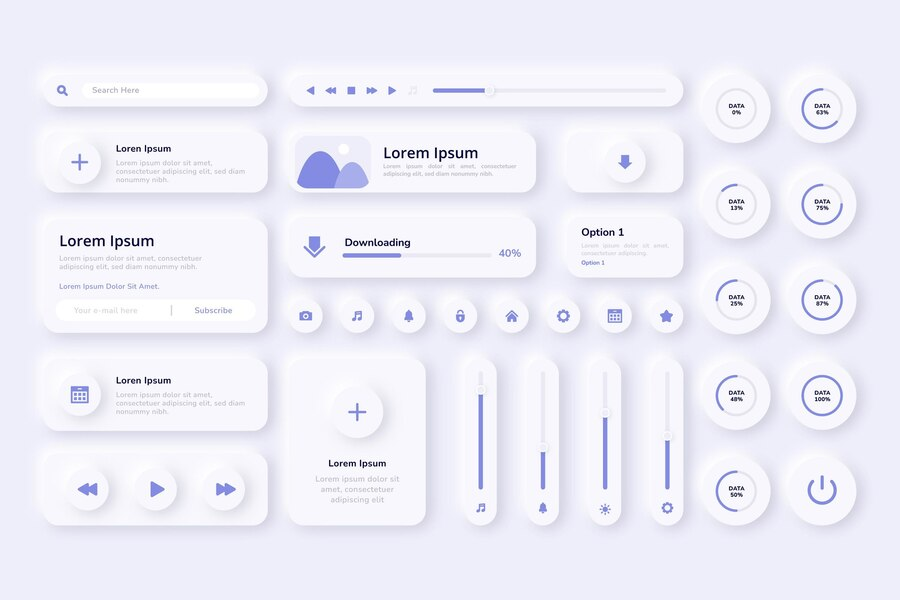 Search Here
Loren Ipsum
Lorem ipsum dolor sit amet,
consectetuer adipiscing elit, sed diam
nonummy nibh.
Lorem Ipsum
Lorem ipsum dolor sit amet, consectetuer
adipiscing elit, sed diam nonummy nibh.
Lorem Ipsum Dolor Sit Amet.
Your e-mail here
Subscribe
Loren Ipsum
Lorem ipsum dolor sit amet,
consectetuer adipiscing elit, sed diam
nonummy nibh.
Lorem Ipsum
Lorem ipsum dolor sit amet, consectetuer
adipiscing elit, sed diam nonummy nibh.
Downloading
40%
Option 1
Lorem ipsum dolor sit amet,
consectetuer adipiscing.
Option 1
Lorem Ipsum
Lorem ipsum dolor sit
amet, consectetuer
adipiscing elit
DATA
0%
DATA
63%
DATA
13%
DATA
75%
DATA
25%
DATA
87%
DATA
48%
DATA
100%
DATA
50%